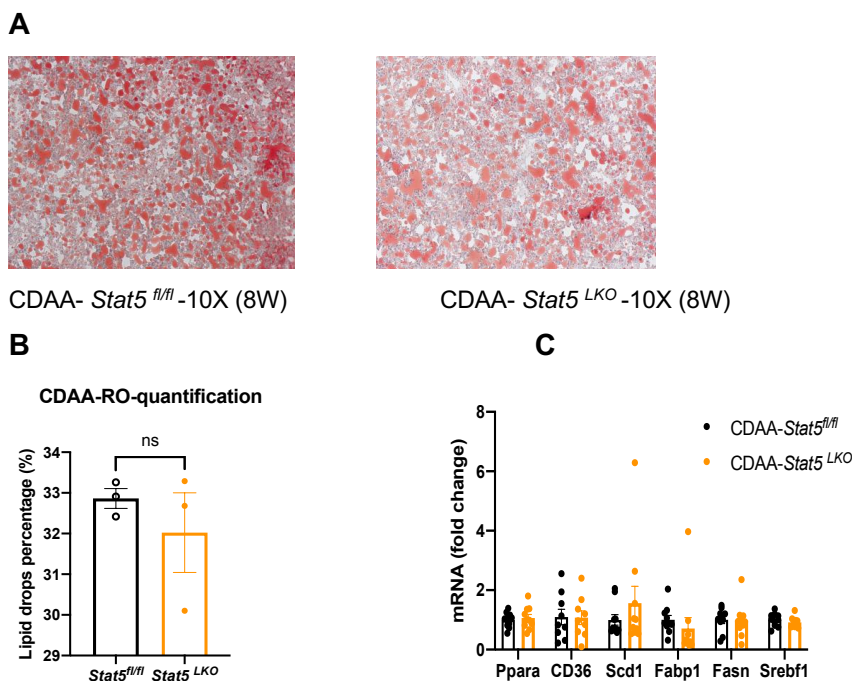 A
CDAA- Stat5 fl/fl -10X (8W)
CDAA- Stat5 LKO -10X (8W)
B
CDAA-RO-quantification
ns
Lipid drops percentage (%)
33
34
32
31
30
29
Stat5fl/fl
Stat5 LKO
C
mRNA (fold change)
8
6
4
2
0
CDAA-Stat5fl/fl
CDAA-Stat5 LKO
Ppara CD36 Scd1 Fabp1 Fasn Srebf1